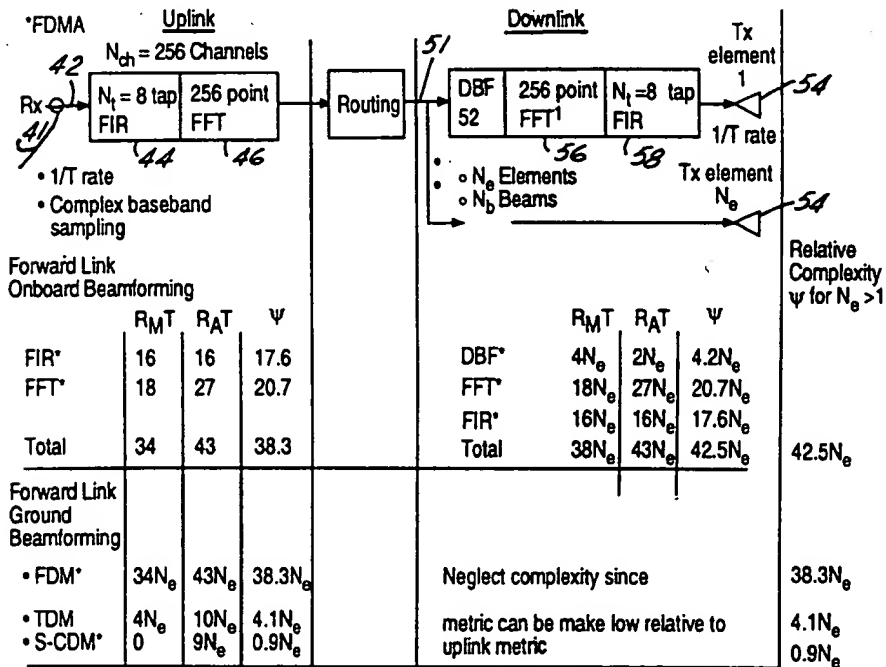 *FDMA
Uplink
Downlink
N_ch = 256 Channels
51
Tx
element
1
42
Rx
N_t = 8 tap
FIR
256 point
FFT
Routing
DBF
52
256 point
FFT¹
N_t =8 tap
FIR
54
1/T rate
41
44
46
56
58
• 1/T rate
• Complex baseband
sampling
∘ N_e Elements
∘ N_b Beams
Tx element
N_e
54
Relative
Complexity
Ψ for N_e >1
Forward Link
Onboard Beamforming
R_MT R_AT Ψ R_MT R_AT Ψ
FIR* 16 16 17.6 DBF* 4N_e 2N_e 4.2N_e
FFT* 18 27 20.7 FFT* 18N_e 27N_e 20.7N_e
FIR* 16N_e 16N_e 17.6N_e
Total 34 43 38.3 Total 38N_e 43N_e 42.5N_e 42.5N_e
Forward Link
Ground
Beamforming
• FDM* 34N_e 43N_e 38.3N_e Neglect complexity since 38.3N_e
• TDM 4N_e 10N_e 4.1N_e metric can be make low relative to 4.1N_e
• S-CDM* 0 9N_e 0.9N_e uplink metric 0.9N_e